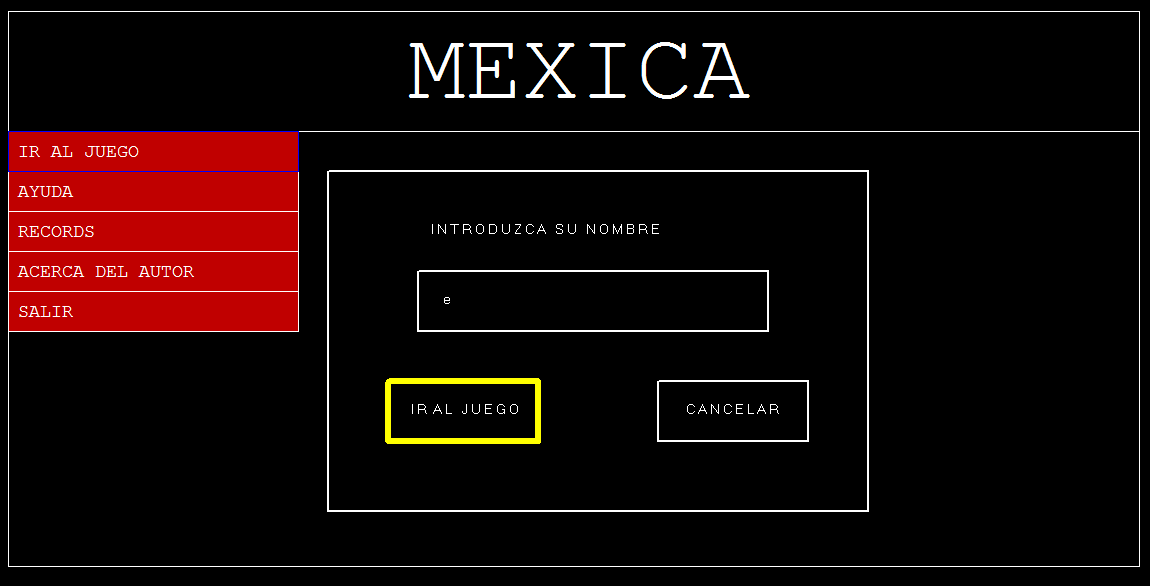 MEXICA
IR AL JUEGO
AYUDA
RECORDS
ACERCA DEL AUTOR
SALIR
INTRODUZCA SU NOMBRE
e
IR AL JUEGO
CANCELAR